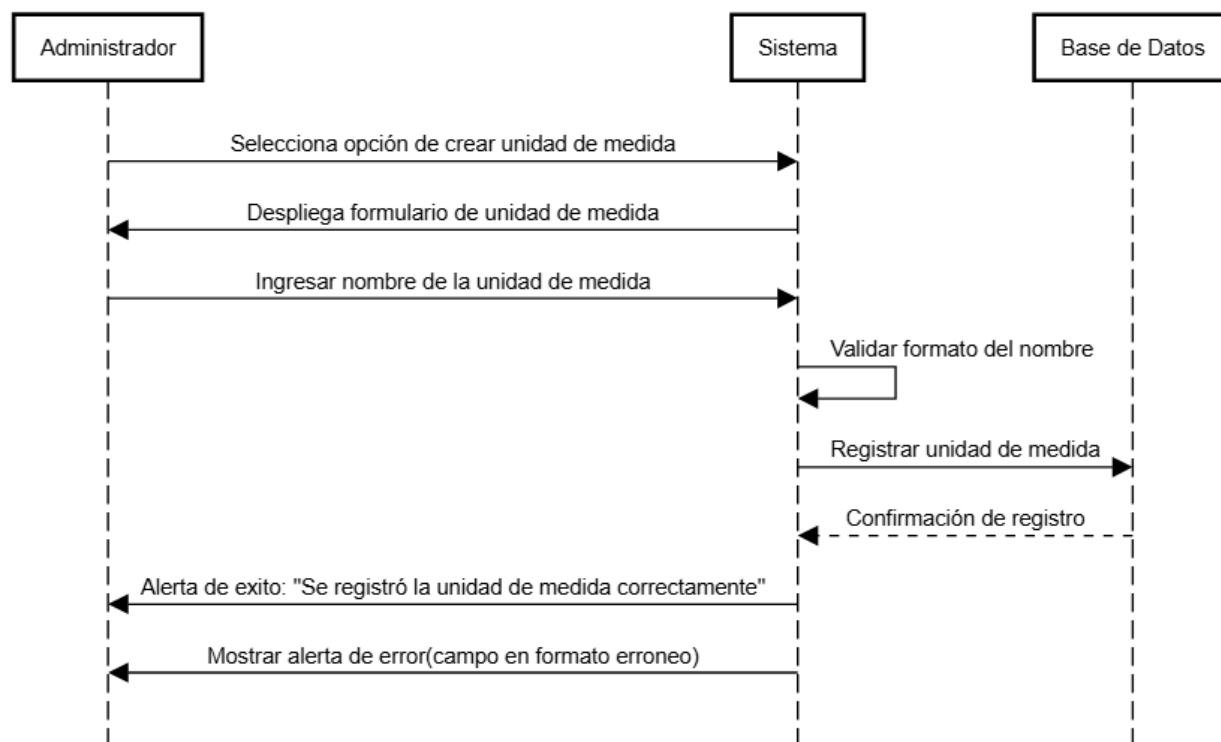 Administrador
Sistema
Base de Datos
Selecciona opción de crear unidad de medida
Despliega formulario de unidad de medida
Ingresar nombre de la unidad de medida
Validar formato del nombre
Registrar unidad de medida
Confirmación de registro
Alerta de exito: "Se registró la unidad de medida correctamente"
Mostrar alerta de error(campo en formato erroneo)